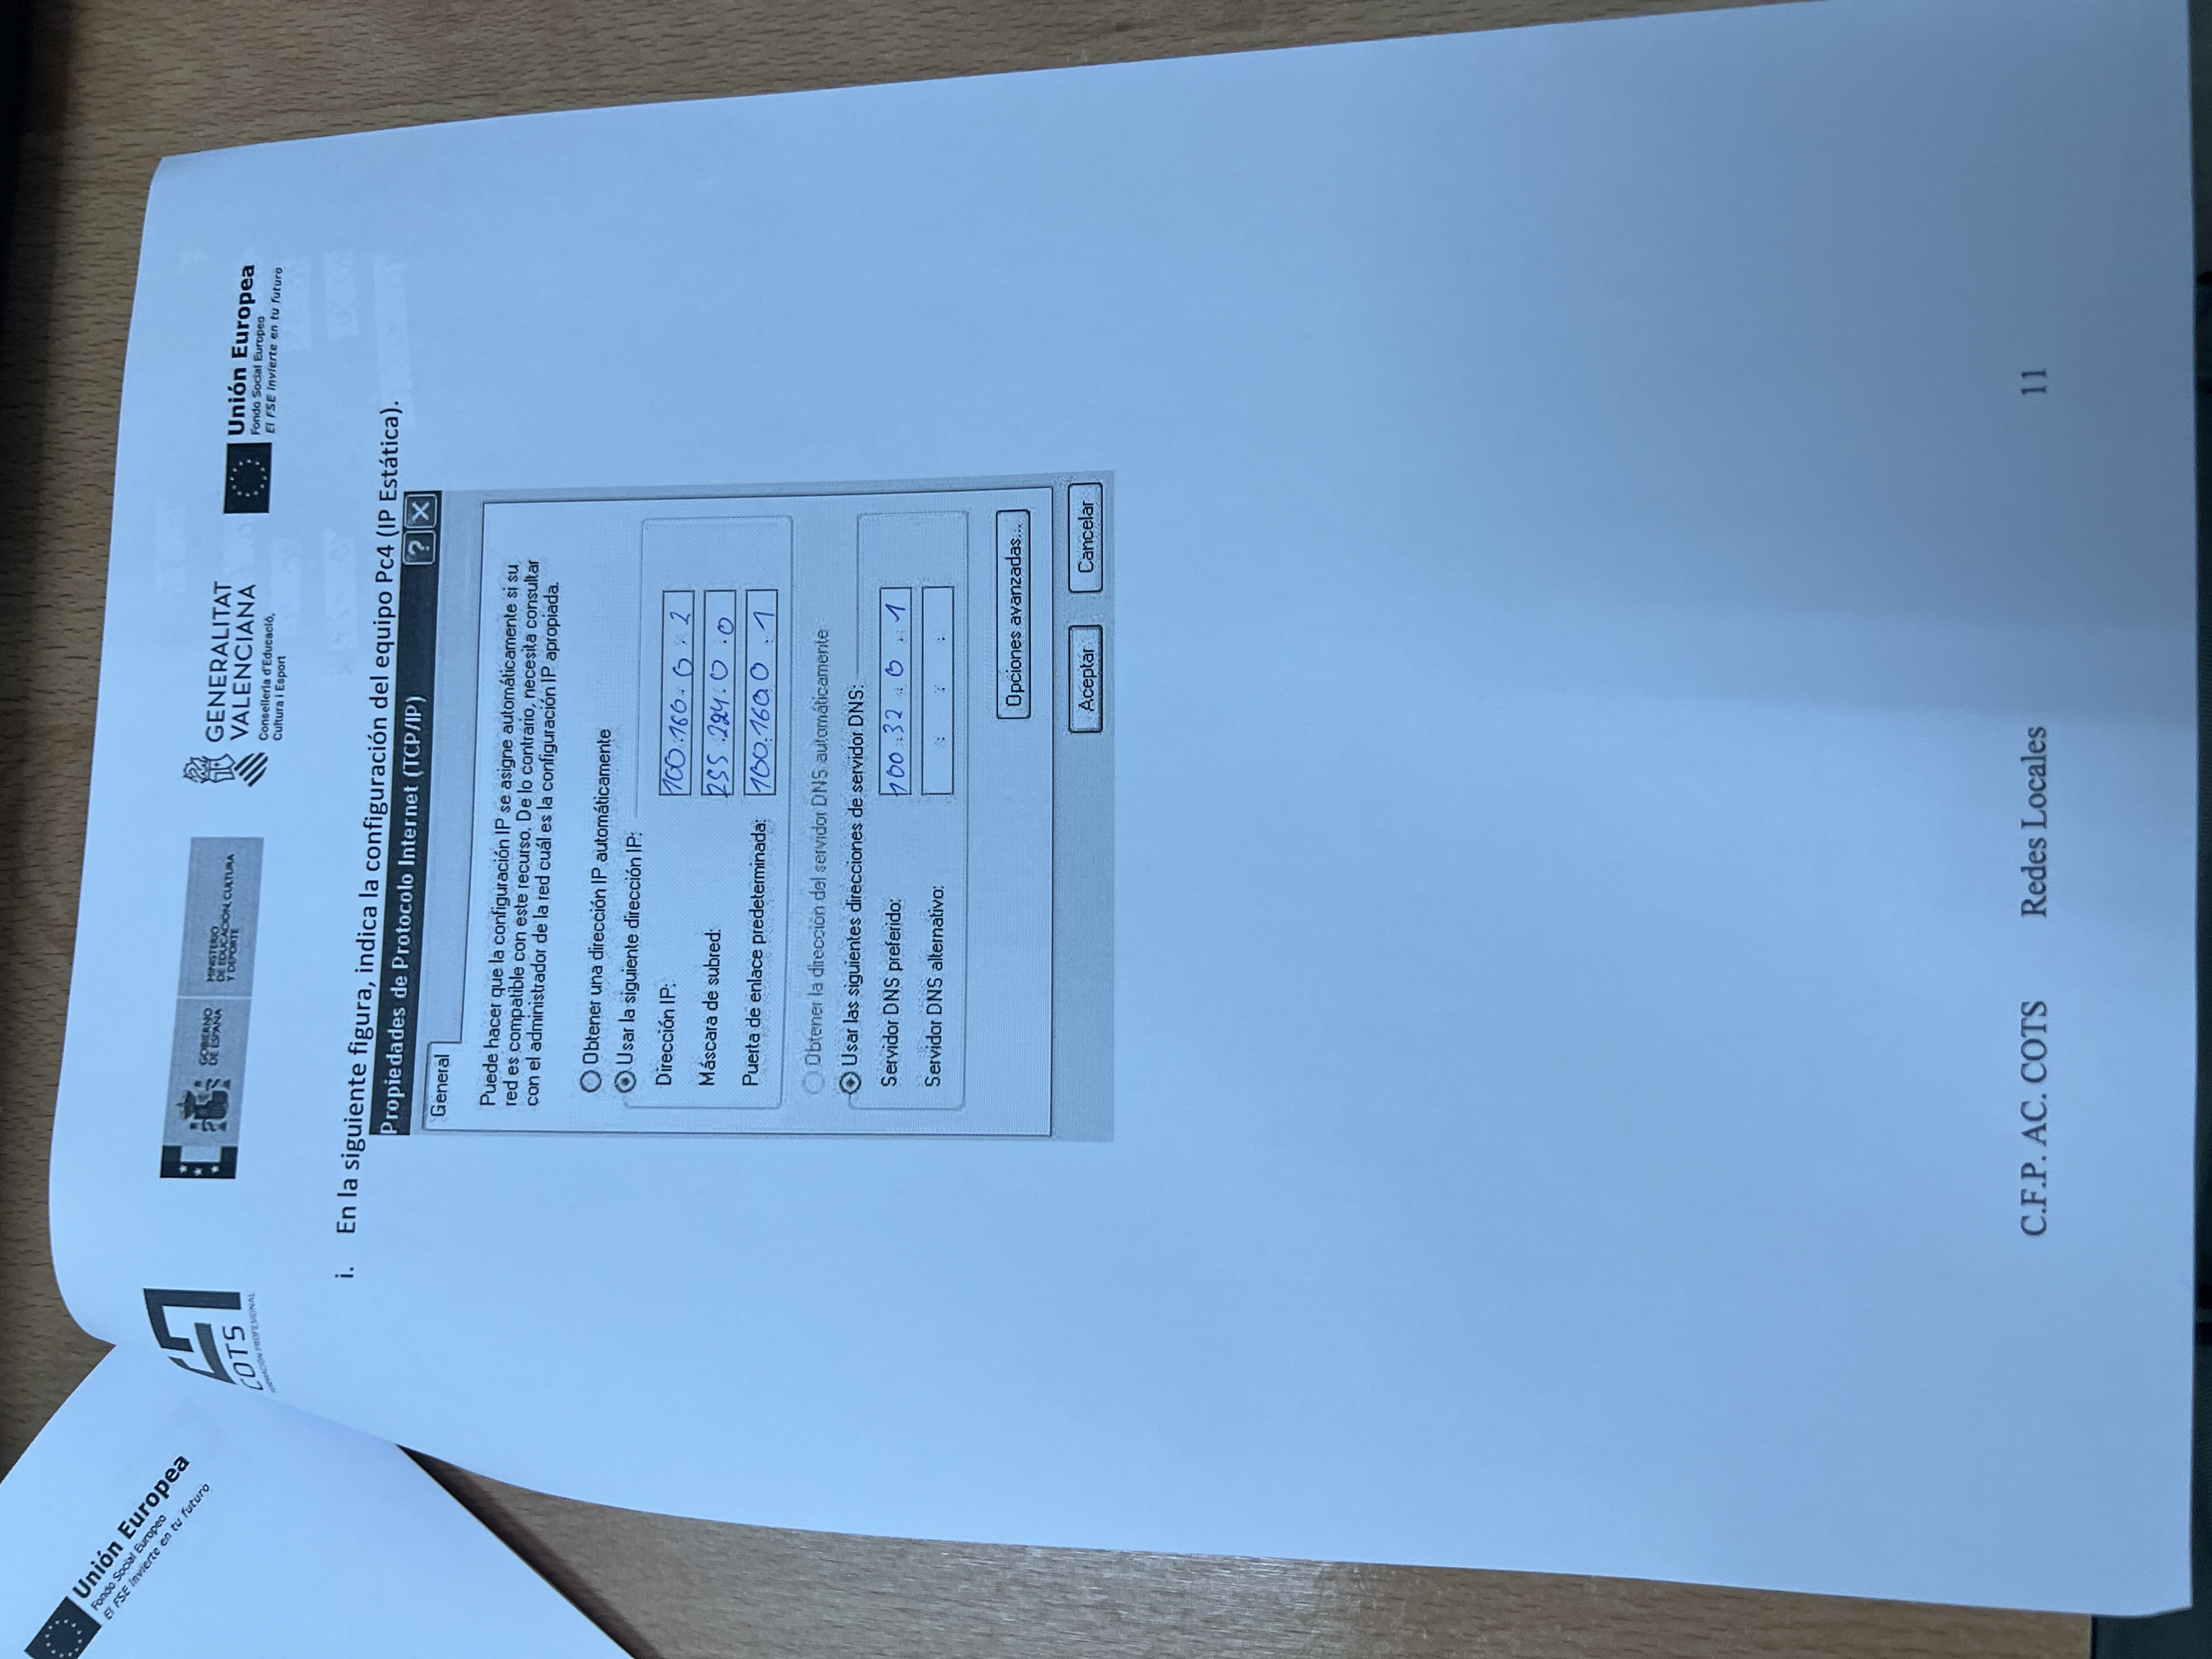 Unión Europea
Fondo Social Europeo
El FSE invierte en tu futuro
COTS
FORMACIÓN PROFESIONAL
GOBIERNO
DE ESPAÑA
MINISTERIO
DE EDUCACIÓN, CULTURA
Y DEPORTE
GENERALITAT
VALENCIANA
Conselleria d'Educació,
Cultura i Esport
Unión Europea
Fondo Social Europeo
El FSE invierte en tu futuro
i. En la siguiente figura, indica la configuración del equipo Pc4 (IP Estática).
Propiedades de Protocolo Internet (TCP/IP)
General
Puede hacer que la configuración IP se asigne automáticamente si su
red es compatible con este recurso. De lo contrario, necesita consultar
con el administrador de la red cuál es la configuración IP apropiada.
Obtener una dirección IP automáticamente
Usar la siguiente dirección IP:
Dirección IP: 100.160.0.2
Máscara de subred: 255.224.0.0
Puerta de enlace predeterminada: 100.160.0.1
Obtener la dirección del servidor DNS automáticamente
Usar las siguientes direcciones de servidor DNS:
Servidor DNS preferido: 100.32.0.1
Servidor DNS alternativo: . . .
Opciones avanzadas...
Aceptar Cancelar
C.F.P. AC. COTS Redes Locales 11